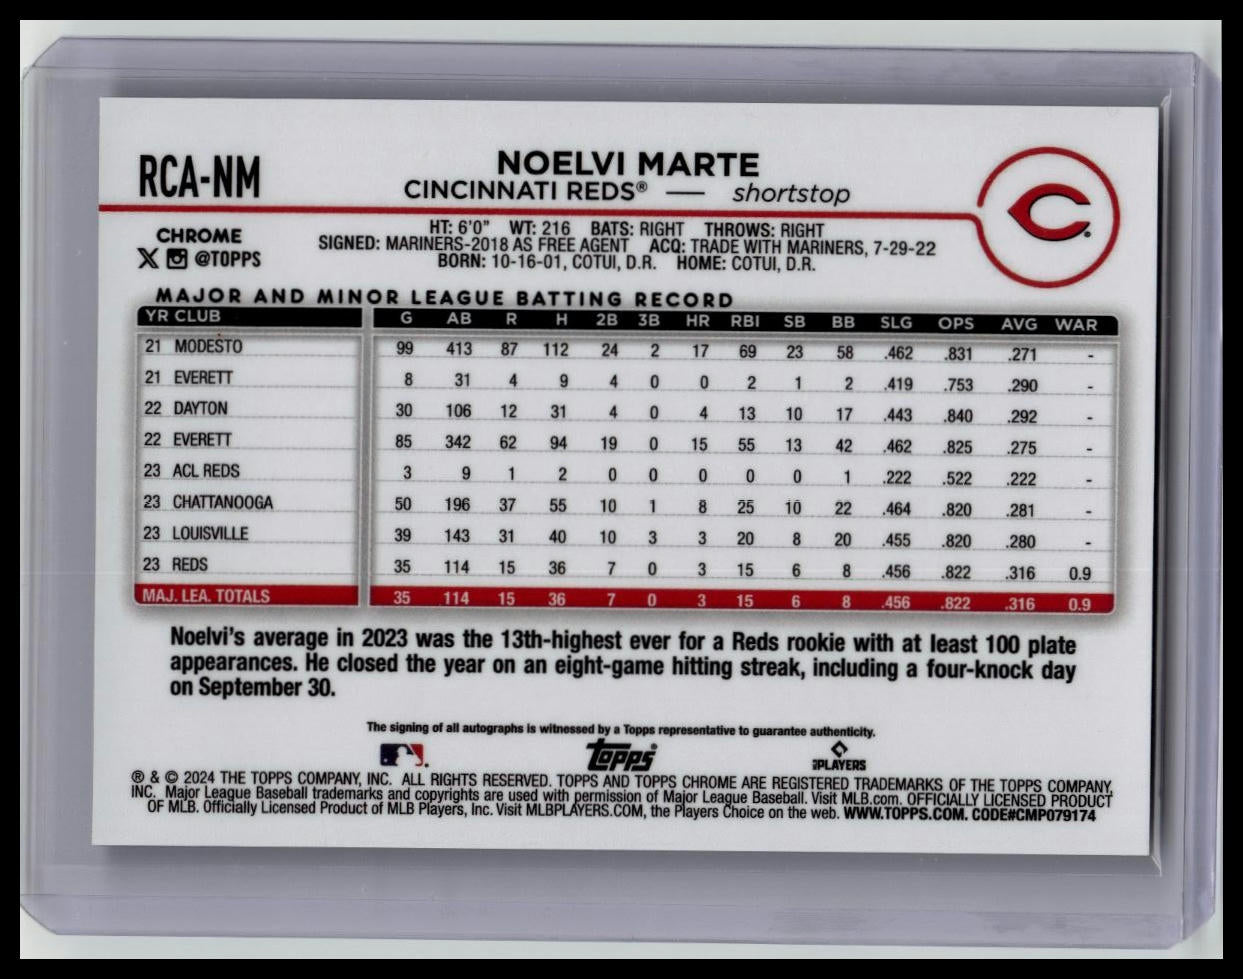 RCA-NM
NOELVI MARTE
CINCINNATI REDS® — shortstop
C
CHROME
X @TOPPS
HT: 6'0" WT: 216 BATS: RIGHT THROWS: RIGHT
SIGNED: MARINERS-2018 AS FREE AGENT ACQ: TRADE WITH MARINERS, 7-29-22
BORN: 10-16-01, COTUI, D.R. HOME: COTUI, D.R.
MAJOR AND MINOR LEAGUE BATTING RECORD
YR CLUB G AB R H 2B 3B HR RBI SB BB SLG OPS AVG WAR
21 MODESTO 99 413 87 112 24 2 17 69 23 58 .462 .831 .271 -
21 EVERETT 8 31 4 9 4 0 0 2 1 2 .419 .753 .290 -
22 DAYTON 30 106 12 31 4 0 4 13 10 17 .443 .840 .292 -
22 EVERETT 85 342 62 94 19 0 15 55 13 42 .462 .825 .275 -
23 ACL REDS 3 9 1 2 0 0 0 0 0 1 .222 .522 .222 -
23 CHATTANOOGA 50 196 37 55 10 1 8 25 10 22 .464 .820 .281 -
23 LOUISVILLE 39 143 31 40 10 3 3 20 8 20 .455 .820 .280 -
23 REDS 35 114 15 36 7 0 3 15 6 8 .456 .822 .316 0.9
MAJ. LEA. TOTALS 35 114 15 36 7 0 3 15 6 8 .456 .822 .316 0.9
Noelvi's average in 2023 was the 13th-highest ever for a Reds rookie with at least 100 plate
appearances. He closed the year on an eight-game hitting streak, including a four-knock day
on September 30.
The signing of all autographs is witnessed by a Topps representative to guarantee authenticity.
Topps®
PLAYERS
® & © 2024 THE TOPPS COMPANY, INC. ALL RIGHTS RESERVED. TOPPS AND TOPPS CHROME ARE REGISTERED TRADEMARKS OF THE TOPPS COMPANY,
INC. Major League Baseball trademarks and copyrights are used with permission of Major League Baseball. Visit MLB.com. OFFICIALLY LICENSED PRODUCT
OF MLB. Officially Licensed Product of MLB Players, Inc. Visit MLBPLAYERS.COM, the Players Choice on the web. WWW.TOPPS.COM. CODE#CMP079174